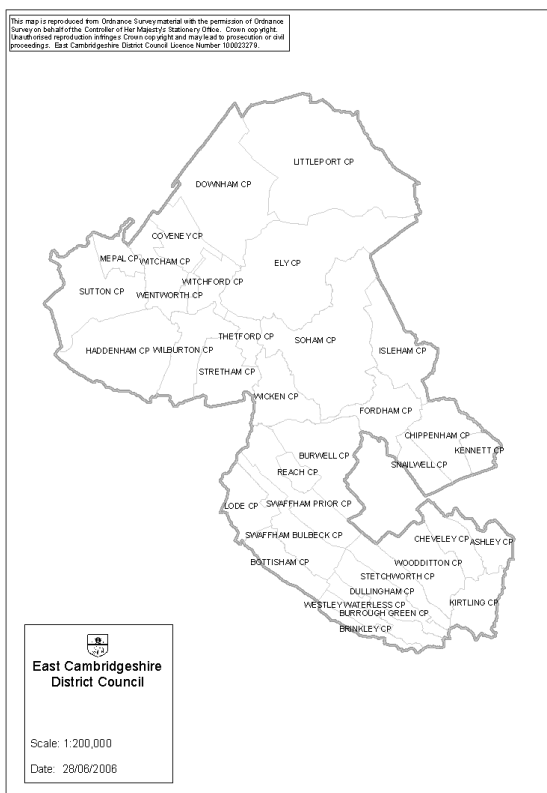 This map is reproduced from Ordnance Survey material with the permission of Ordnance
Survey on behalf of the Controller of Her Majesty's Stationery Office. Crown copyright.
Unauthorised reproduction infringes Crown copyright and may lead to prosecution or civil
proceedings. East Cambridgeshire District Council Licence Number 100023279.
LITTLEPORT CP
DOWNHAM CP
COVENEY CP
MEPAL CP
WITCHAM CP
ELY CP
WITCHFORD CP
SUTTON CP
WENTWORTH CP
THETFORD CP
SOHAM CP
HADDENHAM CP
WILBURTON CP
ISLEHAM CP
STRETHAM CP
WICKEN CP
FORDHAM CP
CHIPPENHAM CP
KENNETT CP
BURWELL CP
SNAILWELL CP
REACH CP
LODE CP
SWAFFHAM PRIOR CP
SWAFFHAM BULBECK CP
CHEVELEY CP
ASHLEY CP
BOTTISHAM CP
WOODDITTON CP
STETCHWORTH CP
DULLINGHAM CP
WESTLEY WATERLESS CP
KIRTLING CP
BURROUGH GREEN CP
BRINKLEY CP
East Cambridgeshire
District Council
Scale: 1:200,000
Date: 28/06/2006